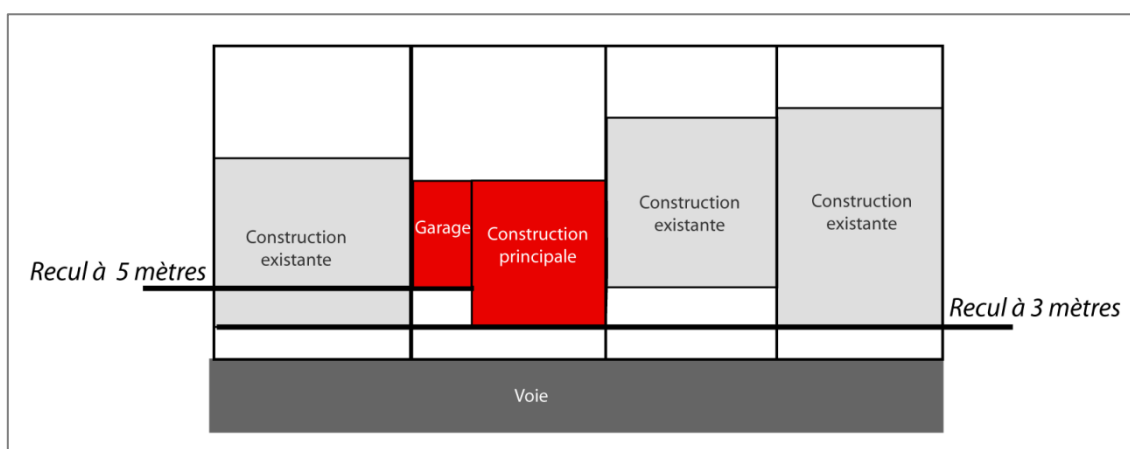 Construction
existante
Garage
Construction
principale
Construction
existante
Construction
existante
Recul à 5 mètres
Recul à 3 mètres
Voie